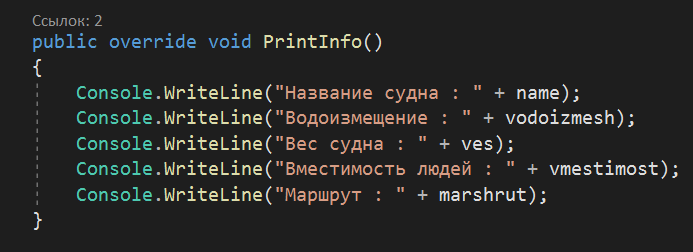 Ссылок: 2
public override void PrintInfo()
{
Console.WriteLine("Название судна : " + name);
Console.WriteLine("Водоизмещение : " + vodoizmesh);
Console.WriteLine("Вес судна : " + ves);
Console.WriteLine("Вместимость людей : " + vmestimost);
Console.WriteLine("Маршрут : " + marshrut);
}